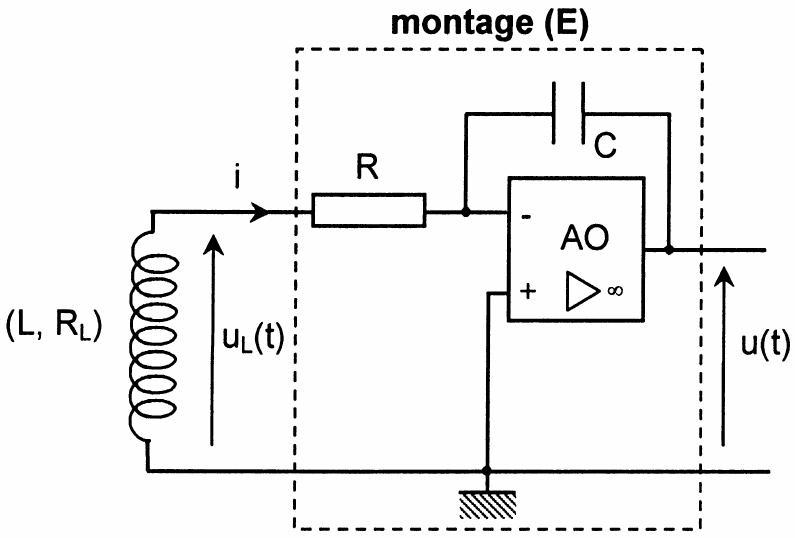 montage (E)
C
R
i
-
AO
+
∞
(L, R_L)
u_L(t)
u(t)